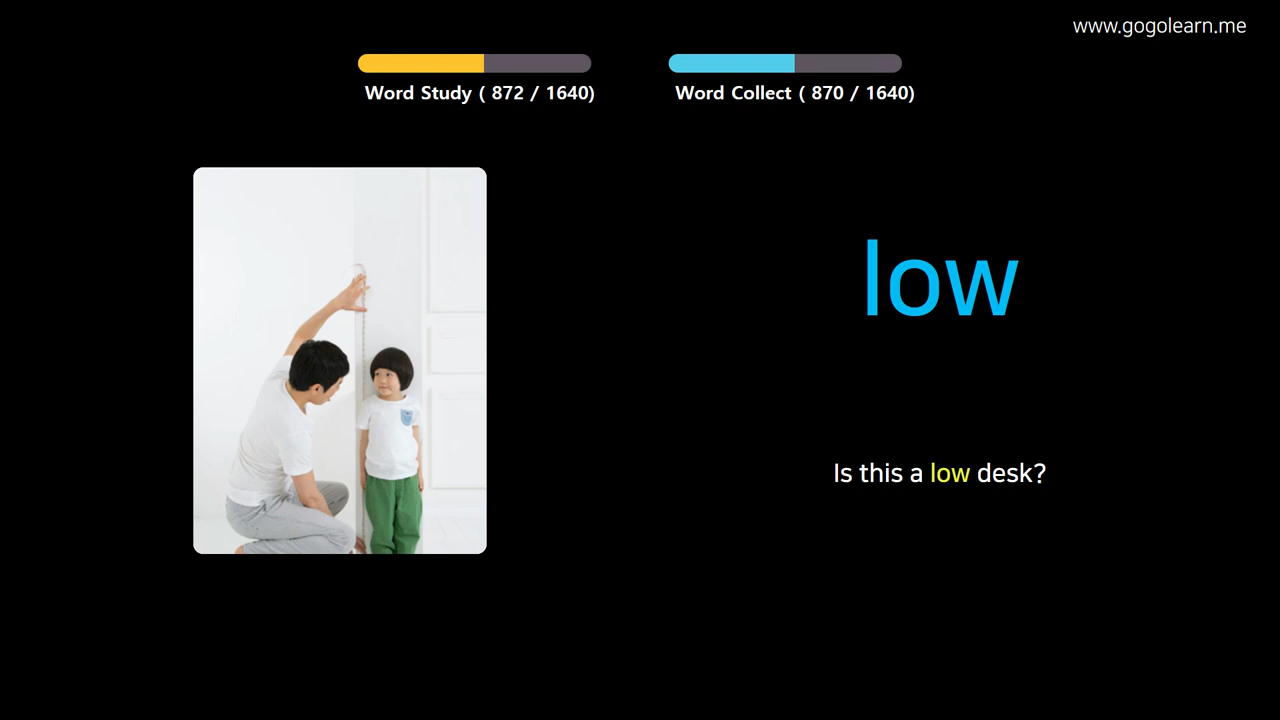 www.gogolearn.me
Word Study ( 872 / 1640)
Word Collect ( 870 / 1640)
low
Is this a low desk?